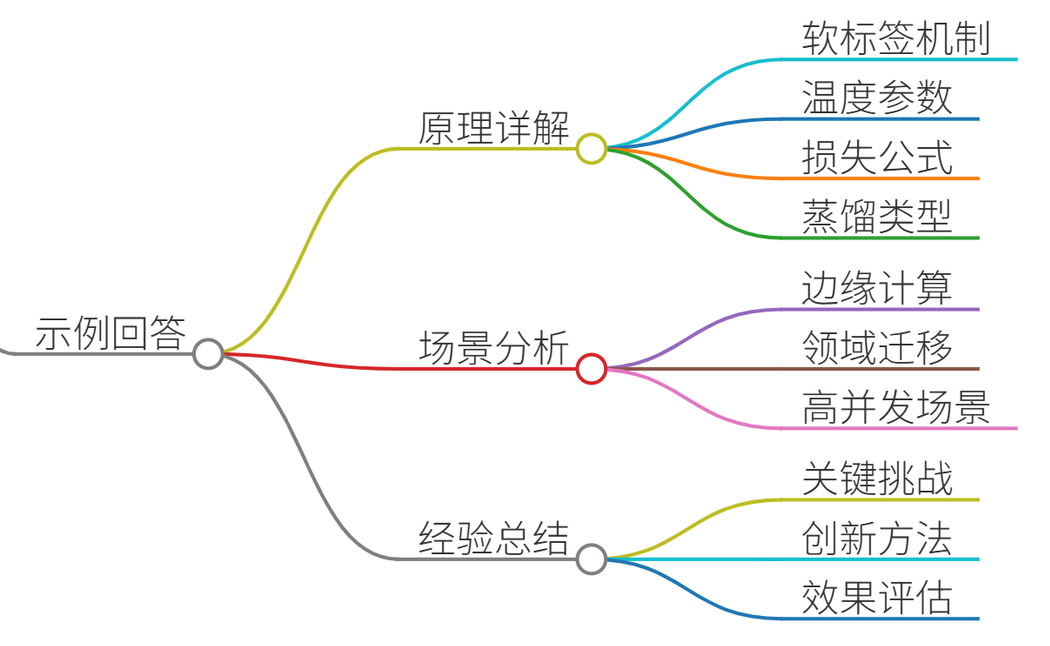 示例回答
原理详解
软标签机制
温度参数
损失公式
蒸馏类型
场景分析
边缘计算
领域迁移
高并发场景
经验总结
关键挑战
创新方法
效果评估